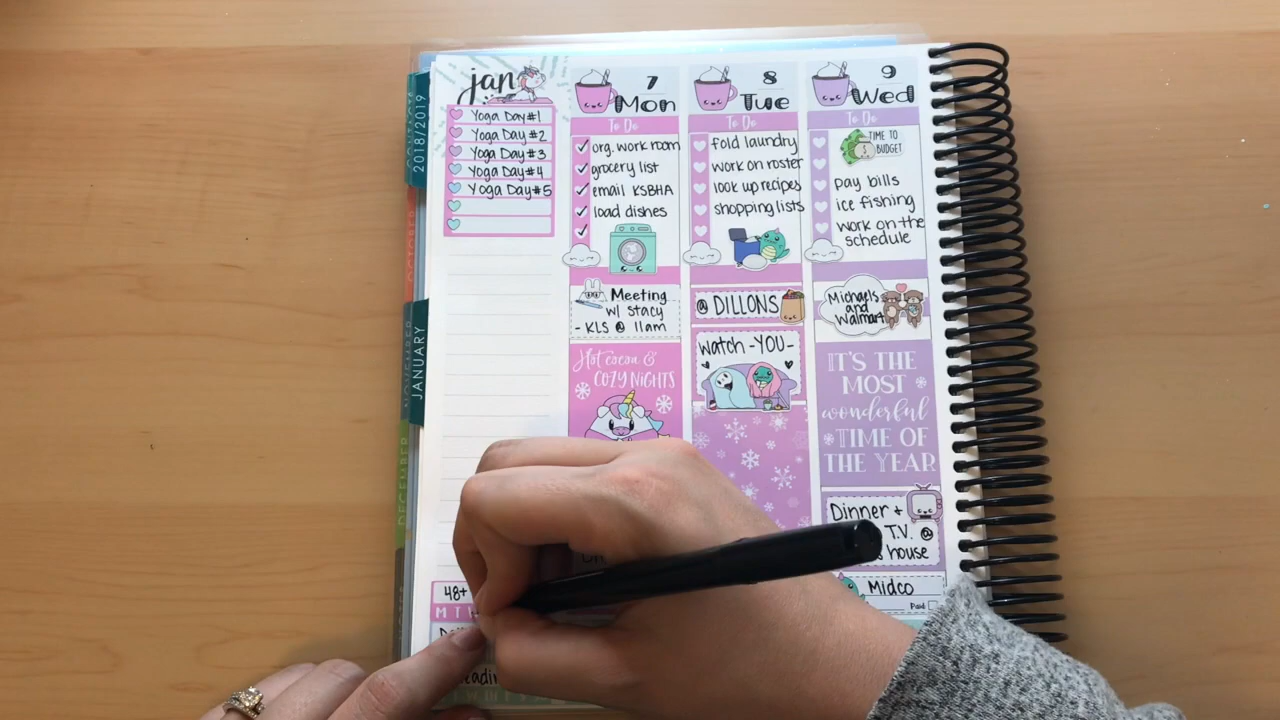 jan
Yoga Day #1
Yoga Day #2
Yoga Day #3
Yoga Day #4
Yoga Day #5
7
Mon
To Do
org. work room
grocery list
email KSBHA
load dishes
Meeting
w/ stacy
- KLS @ 11am
Hot cocoa &
COZY NIGHTS
8
Tue
To Do
fold laundry
work on roster
look up recipes
shopping lists
@ DILLONS
watch -YOU-
9
Wed
To Do
TIME TO
BUDGET
pay bills
ice fishing
work on the
schedule
Michaels
and
Walmart
IT'S THE
MOST
wonderful
TIME OF
THE YEAR
Dinner +
T.V. @
house
Midco
Paid
48+
M T W
2018/2019
OCTOBER
JANUARY
DECEMBER